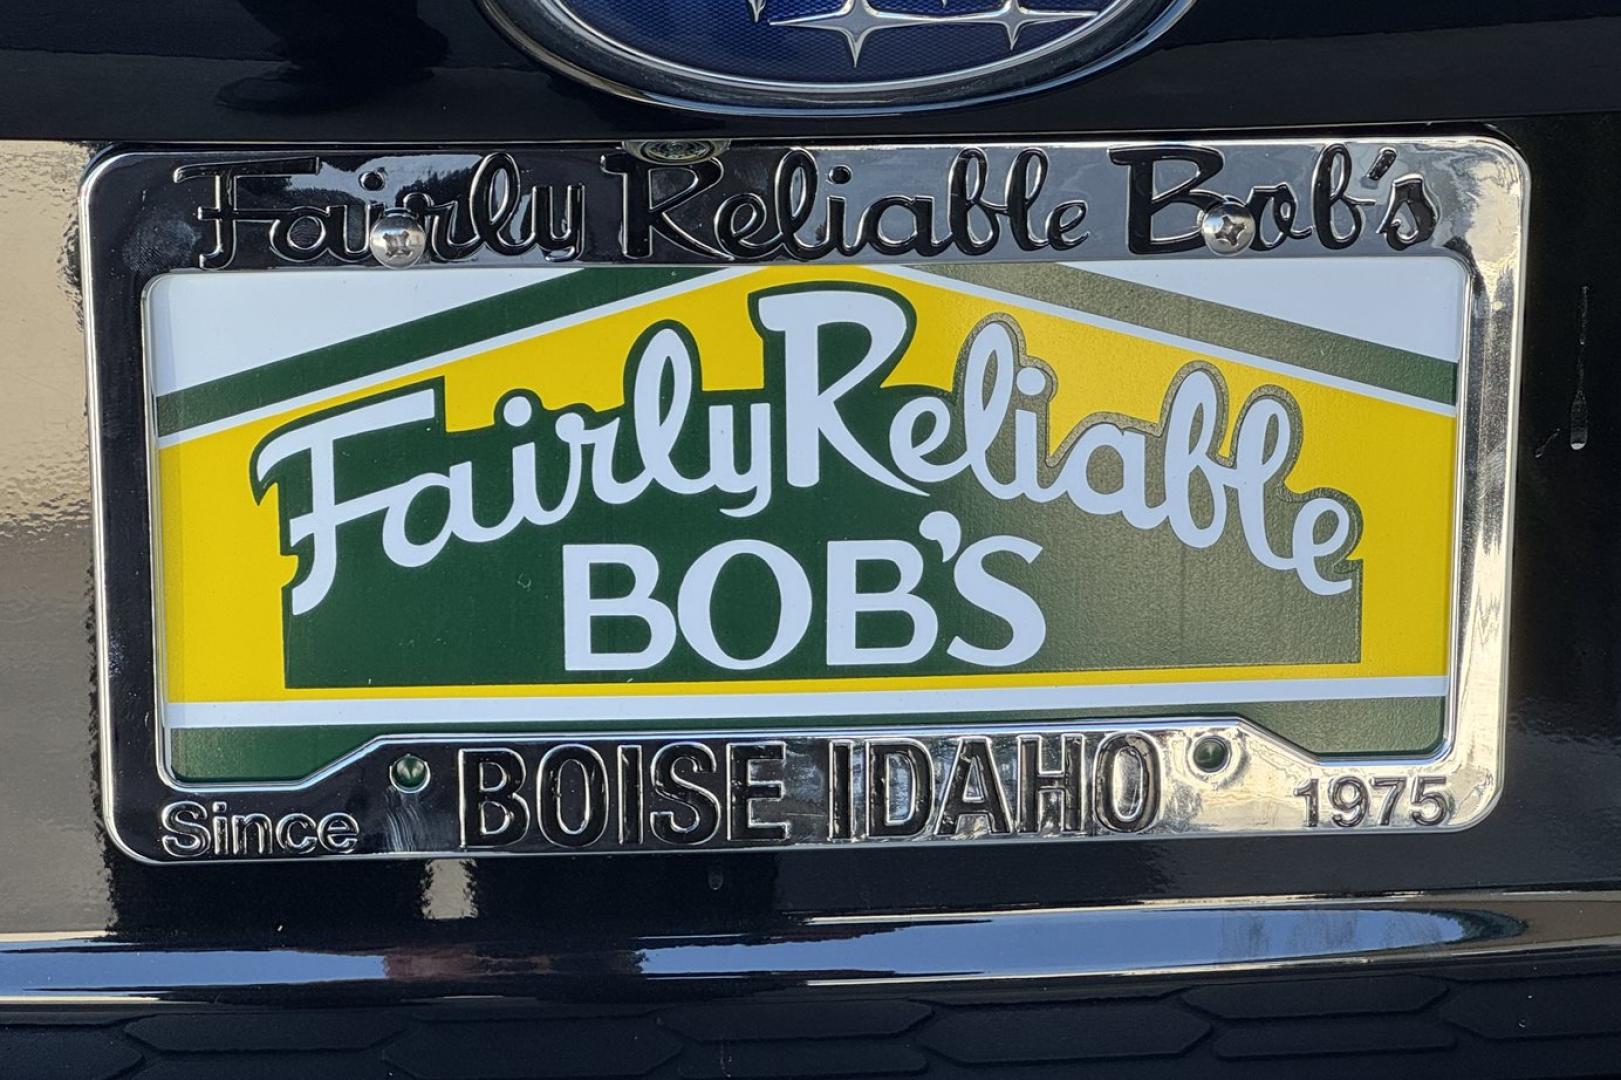 Fairly Reliable Bob's
Fairly Reliable
BOB'S
Since BOISE IDAHO 1975